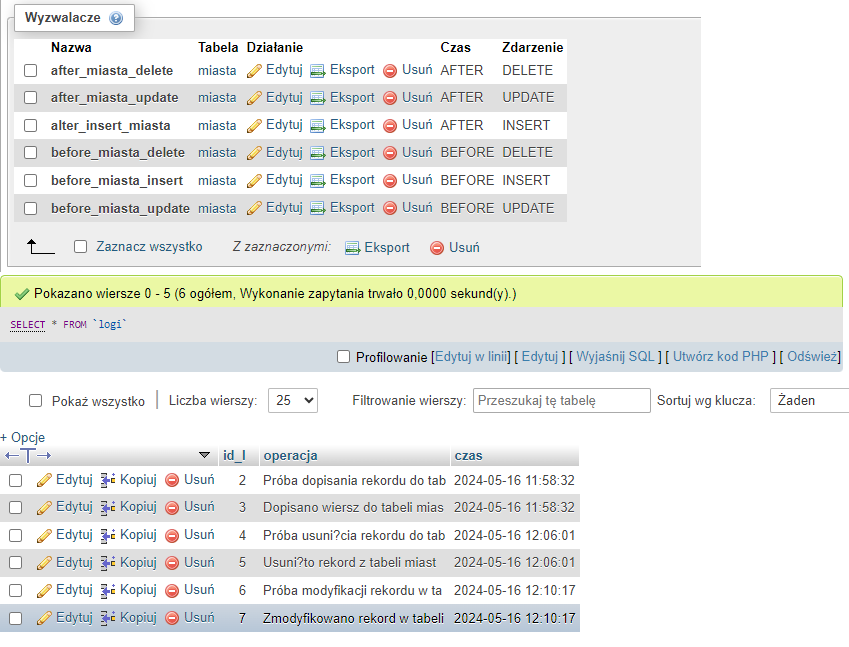 Wyzwalacze
Nazwa Tabela Działanie Czas Zdarzenie
after_miasta_delete miasta Edytuj Eksport Usuń AFTER DELETE
after_miasta_update miasta Edytuj Eksport Usuń AFTER UPDATE
alter_insert_miasta miasta Edytuj Eksport Usuń AFTER INSERT
before_miasta_delete miasta Edytuj Eksport Usuń BEFORE DELETE
before_miasta_insert miasta Edytuj Eksport Usuń BEFORE INSERT
before_miasta_update miasta Edytuj Eksport Usuń BEFORE UPDATE
Zaznacz wszystko Z zaznaczonymi: Eksport Usuń
Pokazano wiersze 0 - 5 (6 ogółem, Wykonanie zapytania trwało 0,0000 sekund(y).)
SELECT * FROM `logi`
Profilowanie [Edytuj w linii] [ Edytuj ] [ Wyjaśnij SQL ] [ Utwórz kod PHP ] [ Odśwież]
Pokaż wszystko Liczba wierszy: 25 Filtrowanie wierszy: Przeszukaj tę tabelę Sortuj wg klucza: Żaden
+ Opcje
id_l operacja czas
Edytuj Kopiuj Usuń 2 Próba dopisania rekordu do tab 2024-05-16 11:58:32
Edytuj Kopiuj Usuń 3 Dopisano wiersz do tabeli mias 2024-05-16 11:58:32
Edytuj Kopiuj Usuń 4 Próba usuni?cia rekordu do tab 2024-05-16 12:06:01
Edytuj Kopiuj Usuń 5 Usuni?to rekord z tabeli miast 2024-05-16 12:06:01
Edytuj Kopiuj Usuń 6 Próba modyfikacji rekordu w ta 2024-05-16 12:10:17
Edytuj Kopiuj Usuń 7 Zmodyfikowano rekord w tabeli 2024-05-16 12:10:17